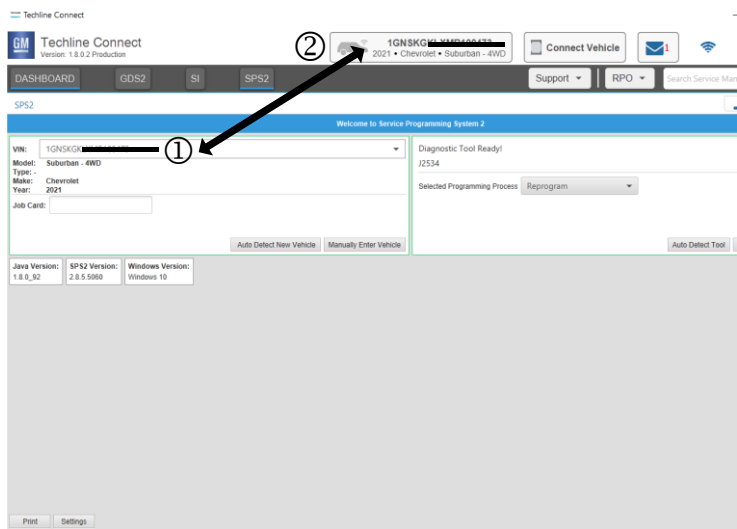 Techline Connect
GM
Techline Connect
Version: 1.8.0.2 Production
②
2021 • Chevrolet • Suburban - 4WD
Connect Vehicle
1
DASHBOARD
GDS2
SI
SPS2
Support
RPO
Search Service Man
SPS2
Welcome to Service Programming System 2
VIN:
①
Model: Suburban - 4WD
Type: -
Make: Chevrolet
Year: 2021
Job Card:
Auto Detect New Vehicle
Manually Enter Vehicle
Diagnostic Tool Ready!
J2534
Selected Programming Process
Reprogram
Auto Detect Tool
Java Version:
1.8.0_92
SPS2 Version:
2.8.5.5060
Windows Version:
Windows 10
Print
Settings